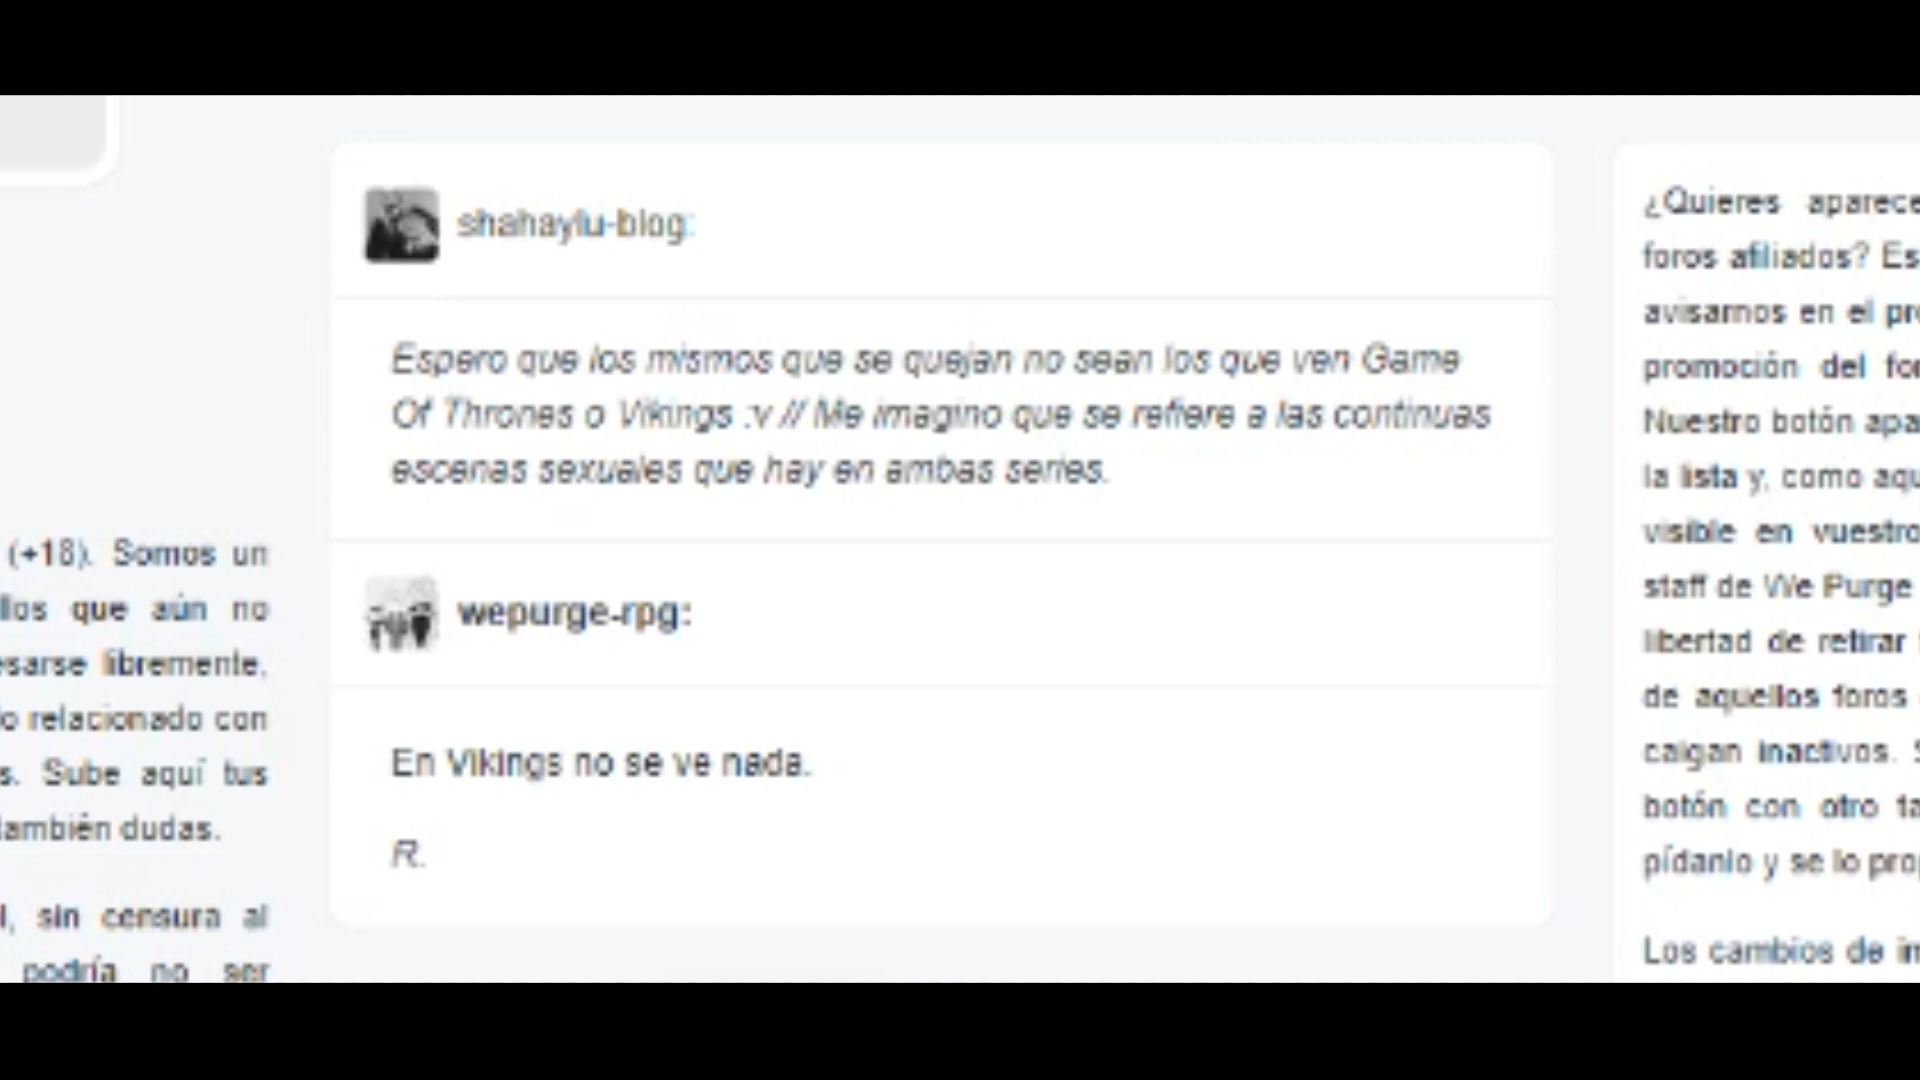 (+18). Somos un
llos que aún no
esarse libremente,
lo relacionado con
s. Sube aquí tus
también dudas.
l, sin censura al
podría no ser
shahaylu-blog:
Espero que los mismos que se quejan no sean los que ven Game
Of Thrones o Vikings :v // Me imagino que se refiere a las continuas
escenas sexuales que hay en ambas series.
wepurge-rpg:
En Vikings no se ve nada.
R.
¿Quieres aparece
foros afiliados? Es
avisarnos en el pro
promoción del for
Nuestro botón apa
la lista y, como aqu
visible en vuestro
staff de We Purge
libertad de retirar
de aquellos foros
caigan inactivos. S
botón con otro ta
pídanlo y se lo prop
Los cambios de im